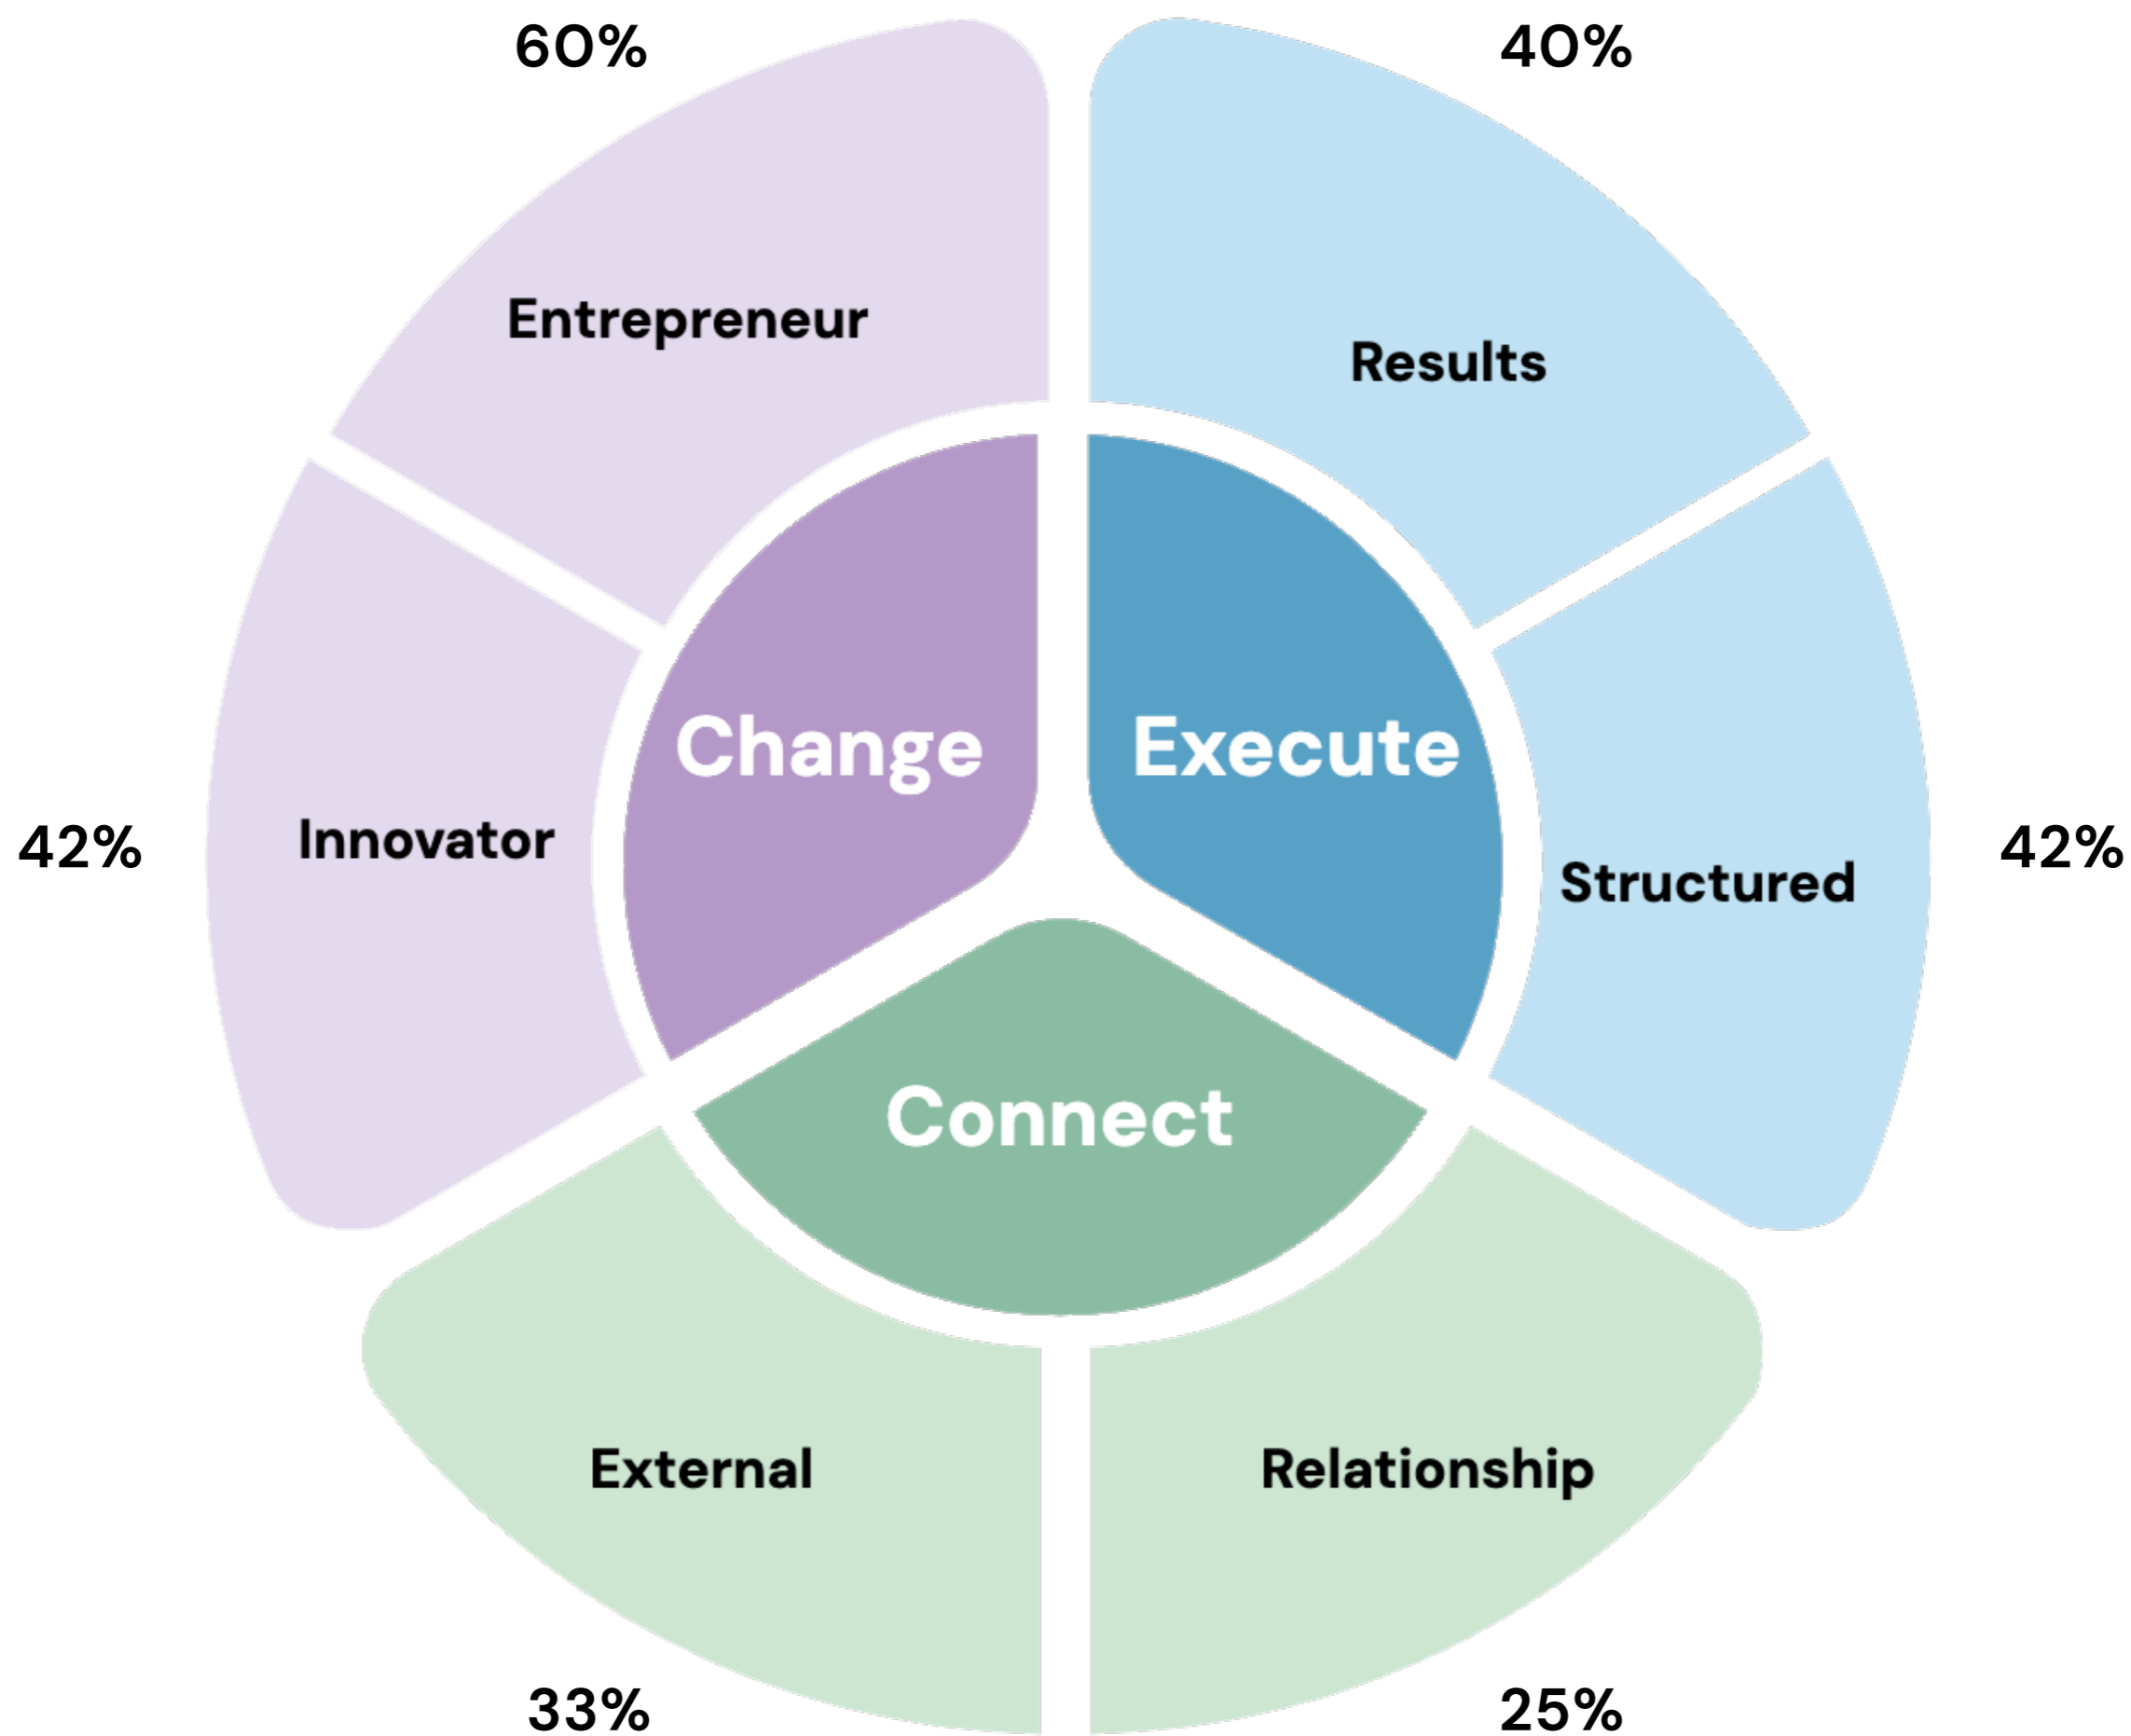 60%
40%
Entrepreneur
Results
Change
Execute
42%
Innovator
Structured
42%
Connect
External
Relationship
33%
25%